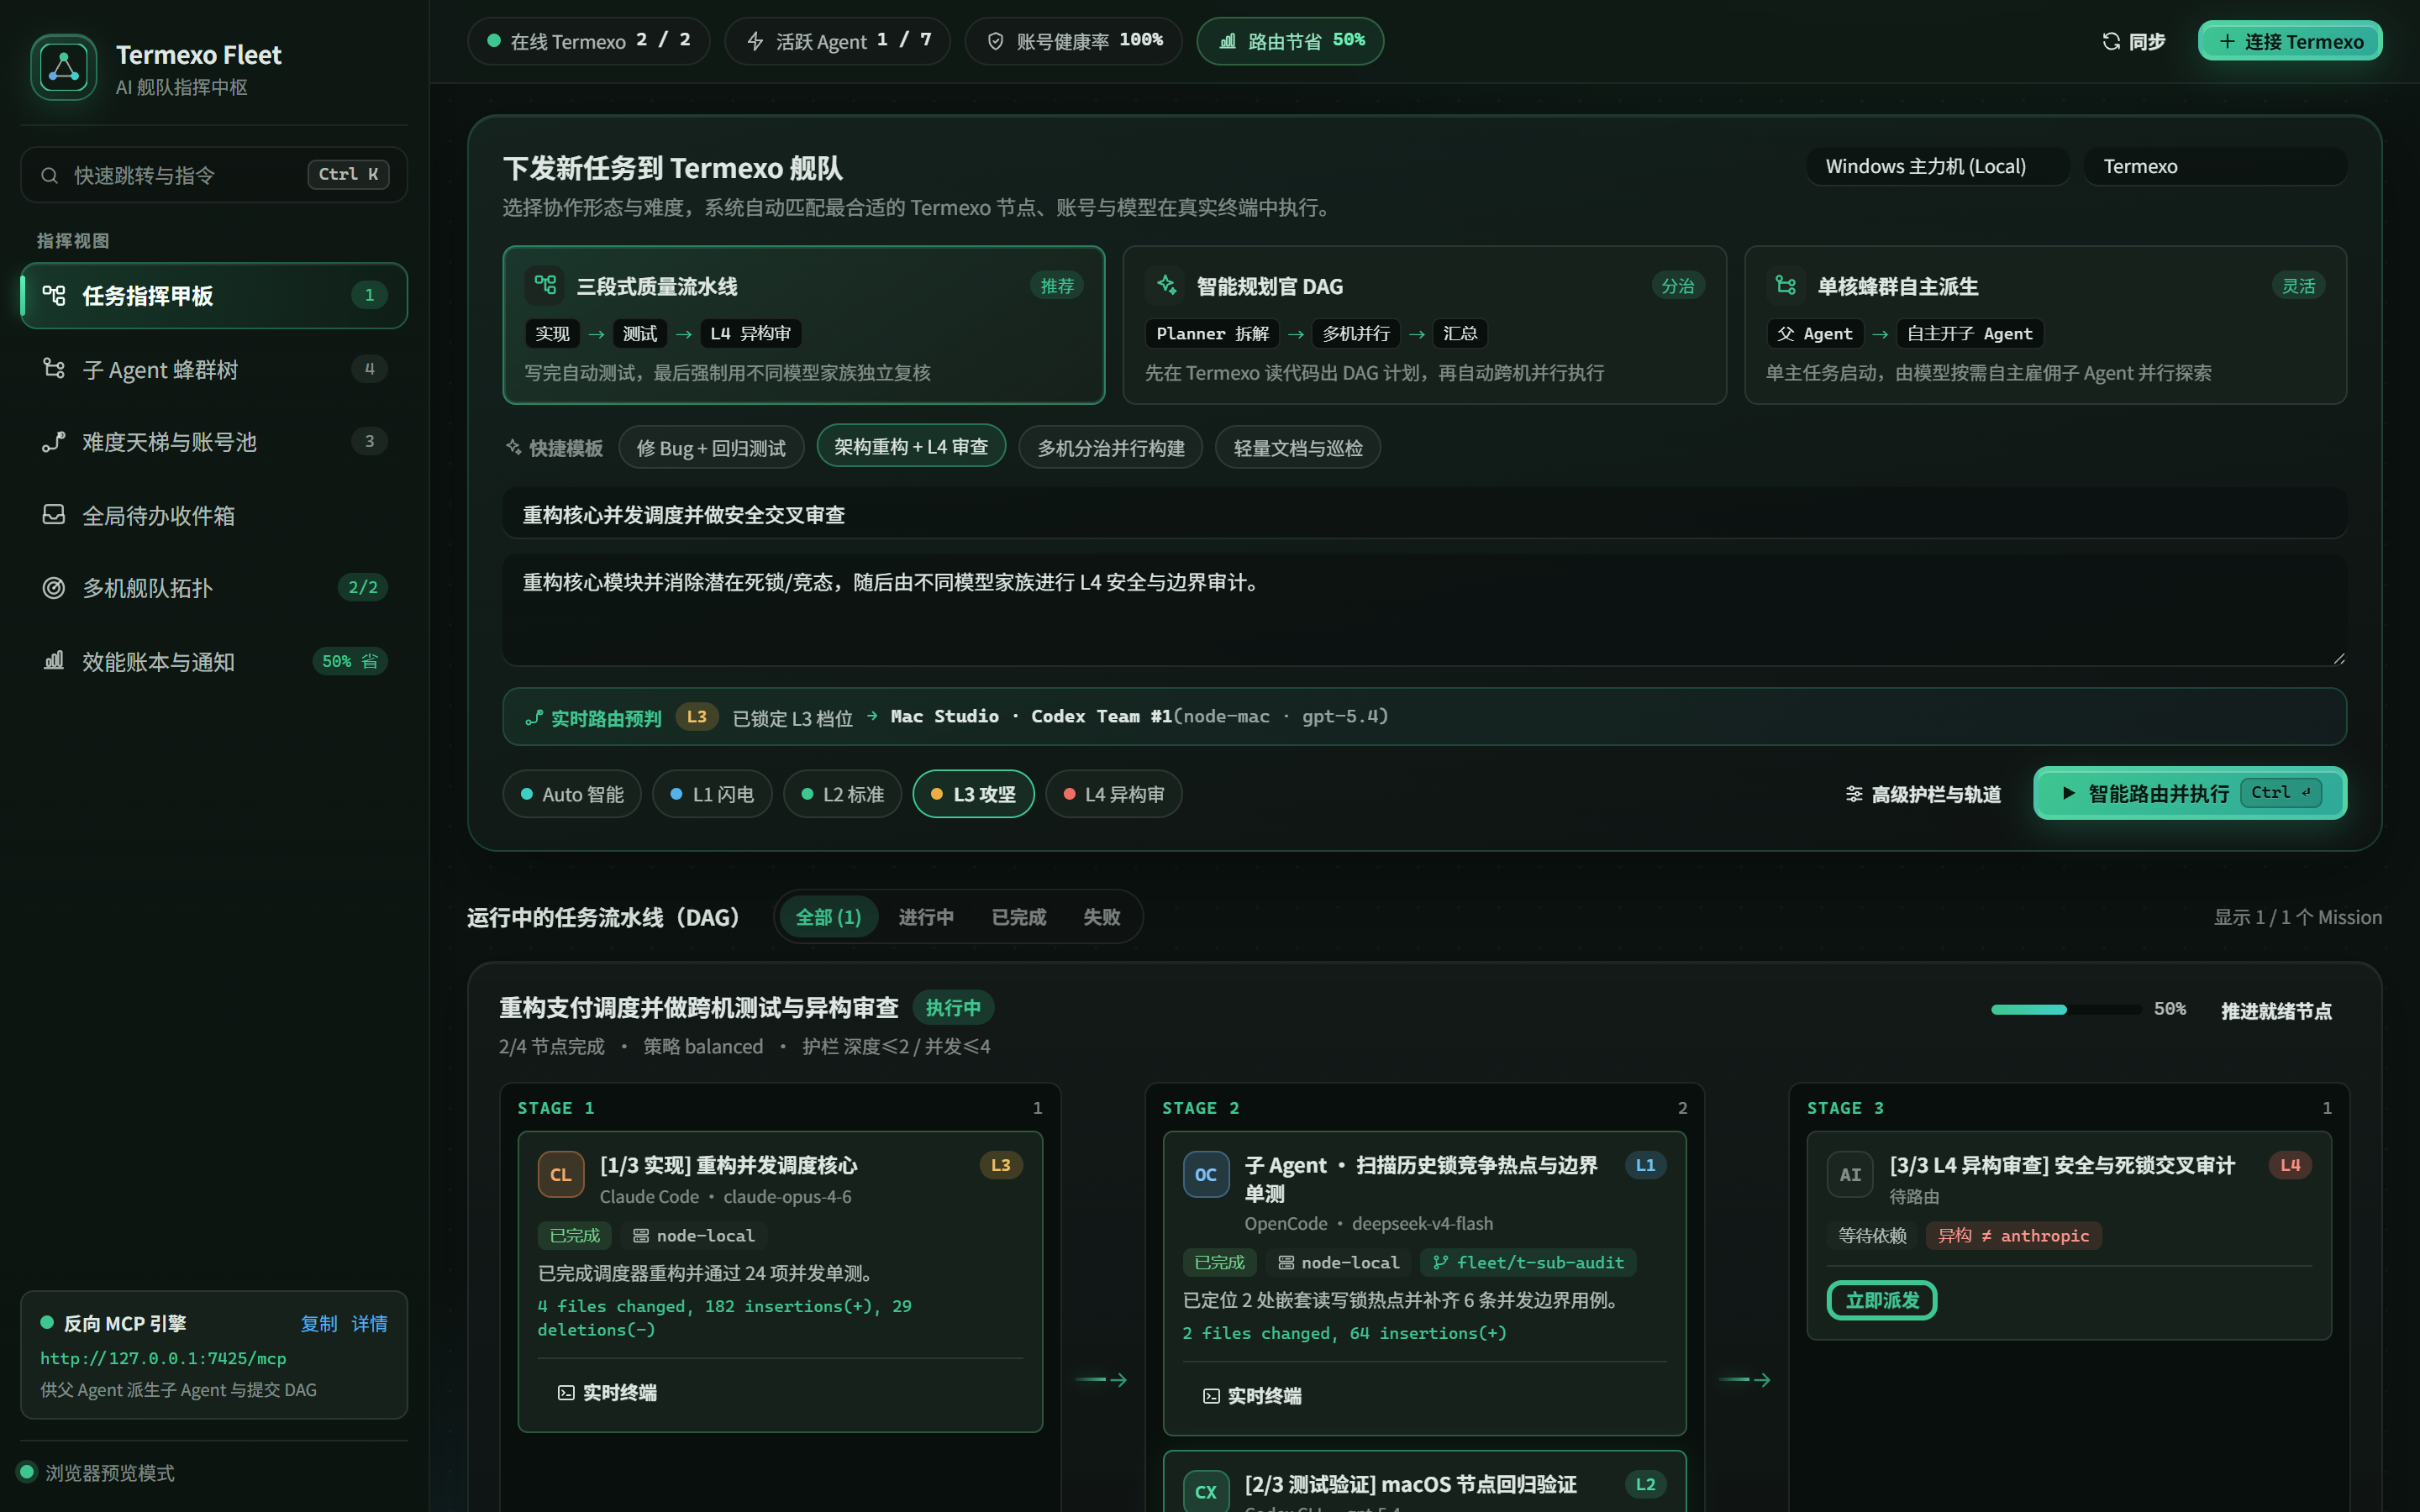 Termexo Fleet
AI 舰队指挥中枢
快速跳转与指令 Ctrl K
指挥视图
任务指挥甲板 1
子 Agent 蜂群树 4
难度天梯与账号池 3
全局待办收件箱
多机舰队拓扑 2/2
效能账本与通知 50% 省
反向 MCP 引擎 复制 详情
http://127.0.0.1:7425/mcp
供父 Agent 派生子 Agent 与提交 DAG
浏览器预览模式
在线 Termexo 2 / 2 活跃 Agent 1 / 7 账号健康率 100% 路由节省 50% 同步 + 连接 Termexo
下发新任务到 Termexo 舰队 Windows 主力机 (Local) Termexo
选择协作形态与难度，系统自动匹配最合适的 Termexo 节点、账号与模型在真实终端中执行。
三段式质量流水线 推荐
实现 → 测试 → L4 异构审
写完自动测试，最后强制用不同模型家族独立复核
智能规划官 DAG 分治
Planner 拆解 → 多机并行 → 汇总
先在 Termexo 读代码出 DAG 计划，再自动跨机并行执行
单核蜂群自主派生 灵活
父 Agent → 自主开子 Agent
单主任务启动，由模型按需自主雇佣子 Agent 并行探索
快捷模板 修 Bug + 回归测试 架构重构 + L4 审查 多机分治并行构建 轻量文档与巡检
重构核心并发调度并做安全交叉审查
重构核心模块并消除潜在死锁/竞态，随后由不同模型家族进行 L4 安全与边界审计。
实时路由预判 L3 已锁定 L3 档位 → Mac Studio · Codex Team #1(node-mac · gpt-5.4)
Auto 智能 L1 闪电 L2 标准 L3 攻坚 L4 异构审 高级护栏与轨道 智能路由并执行 Ctrl ⏎
运行中的任务流水线（DAG） 全部 (1) 进行中 已完成 失败 显示 1 / 1 个 Mission
重构支付调度并做跨机测试与异构审查 执行中 50% 推进就绪节点
2/4 节点完成 • 策略 balanced • 护栏 深度≤2 / 并发≤4
STAGE 1 1
CL [1/3 实现] 重构并发调度核心 L3
Claude Code • claude-opus-4-6
已完成 node-local
已完成调度器重构并通过 24 项并发单测。
4 files changed, 182 insertions(+), 29
deletions(-)
实时终端
STAGE 2 2
OC 子 Agent • 扫描历史锁竞争热点与边界 L1
单测
OpenCode • deepseek-v4-flash
已完成 node-local fleet/t-sub-audit
已定位 2 处嵌套读写锁热点并补齐 6 条并发边界用例。
2 files changed, 64 insertions(+)
实时终端
CX [2/3 测试验证] macOS 节点回归验证 L2
STAGE 3 1
AI [3/3 L4 异构审查] 安全与死锁交叉审计 L4
待路由
等待依赖 异构 ≠ anthropic
立即派发